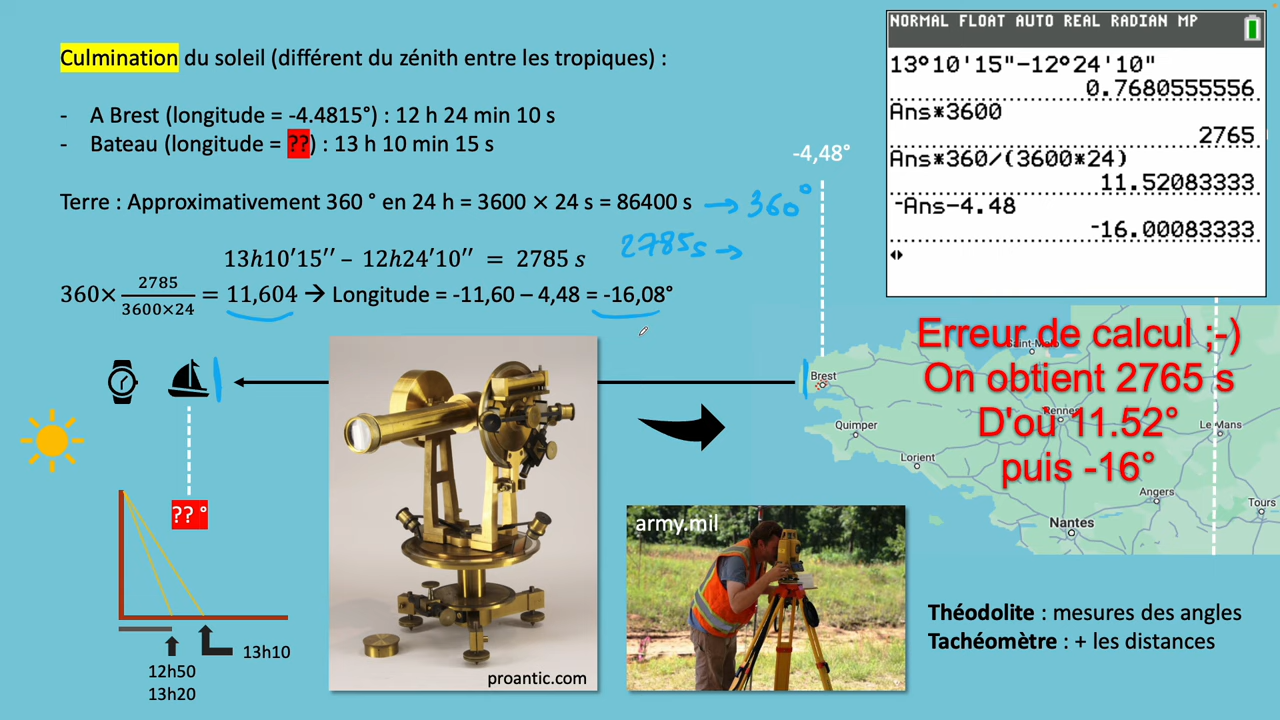 Culmination du soleil (différent du zénith entre les tropiques) :
- A Brest (longitude = -4.4815°) : 12 h 24 min 10 s
- Bateau (longitude = ??) : 13 h 10 min 15 s
Terre : Approximativement 360 ° en 24 h = 3600 × 24 s = 86400 s → 360°
2785s →
13h10′15′′ – 12h24′10′′ = 2785 s
360× 2785/3600×24 = 11,604 → Longitude = -11,60 – 4,48 = -16,08°
NORMAL FLOAT AUTO REAL RADIAN MP
13°10'15"-12°24'10"
0.7680555556
Ans*3600
2765
Ans*360/(3600*24)
11.52083333
-Ans-4.48
-16.00083333
-4,48°
Erreur de calcul ;-)
On obtient 2765 s
D'où 11.52°
puis -16°
Saint-Malo
Brest
Rennes
Le Mans
Quimper
Lorient
Angers
Tours
Nantes
?? °
12h50
13h20
13h10
proantic.com
army.mil
Théodolite : mesures des angles
Tachéomètre : + les distances